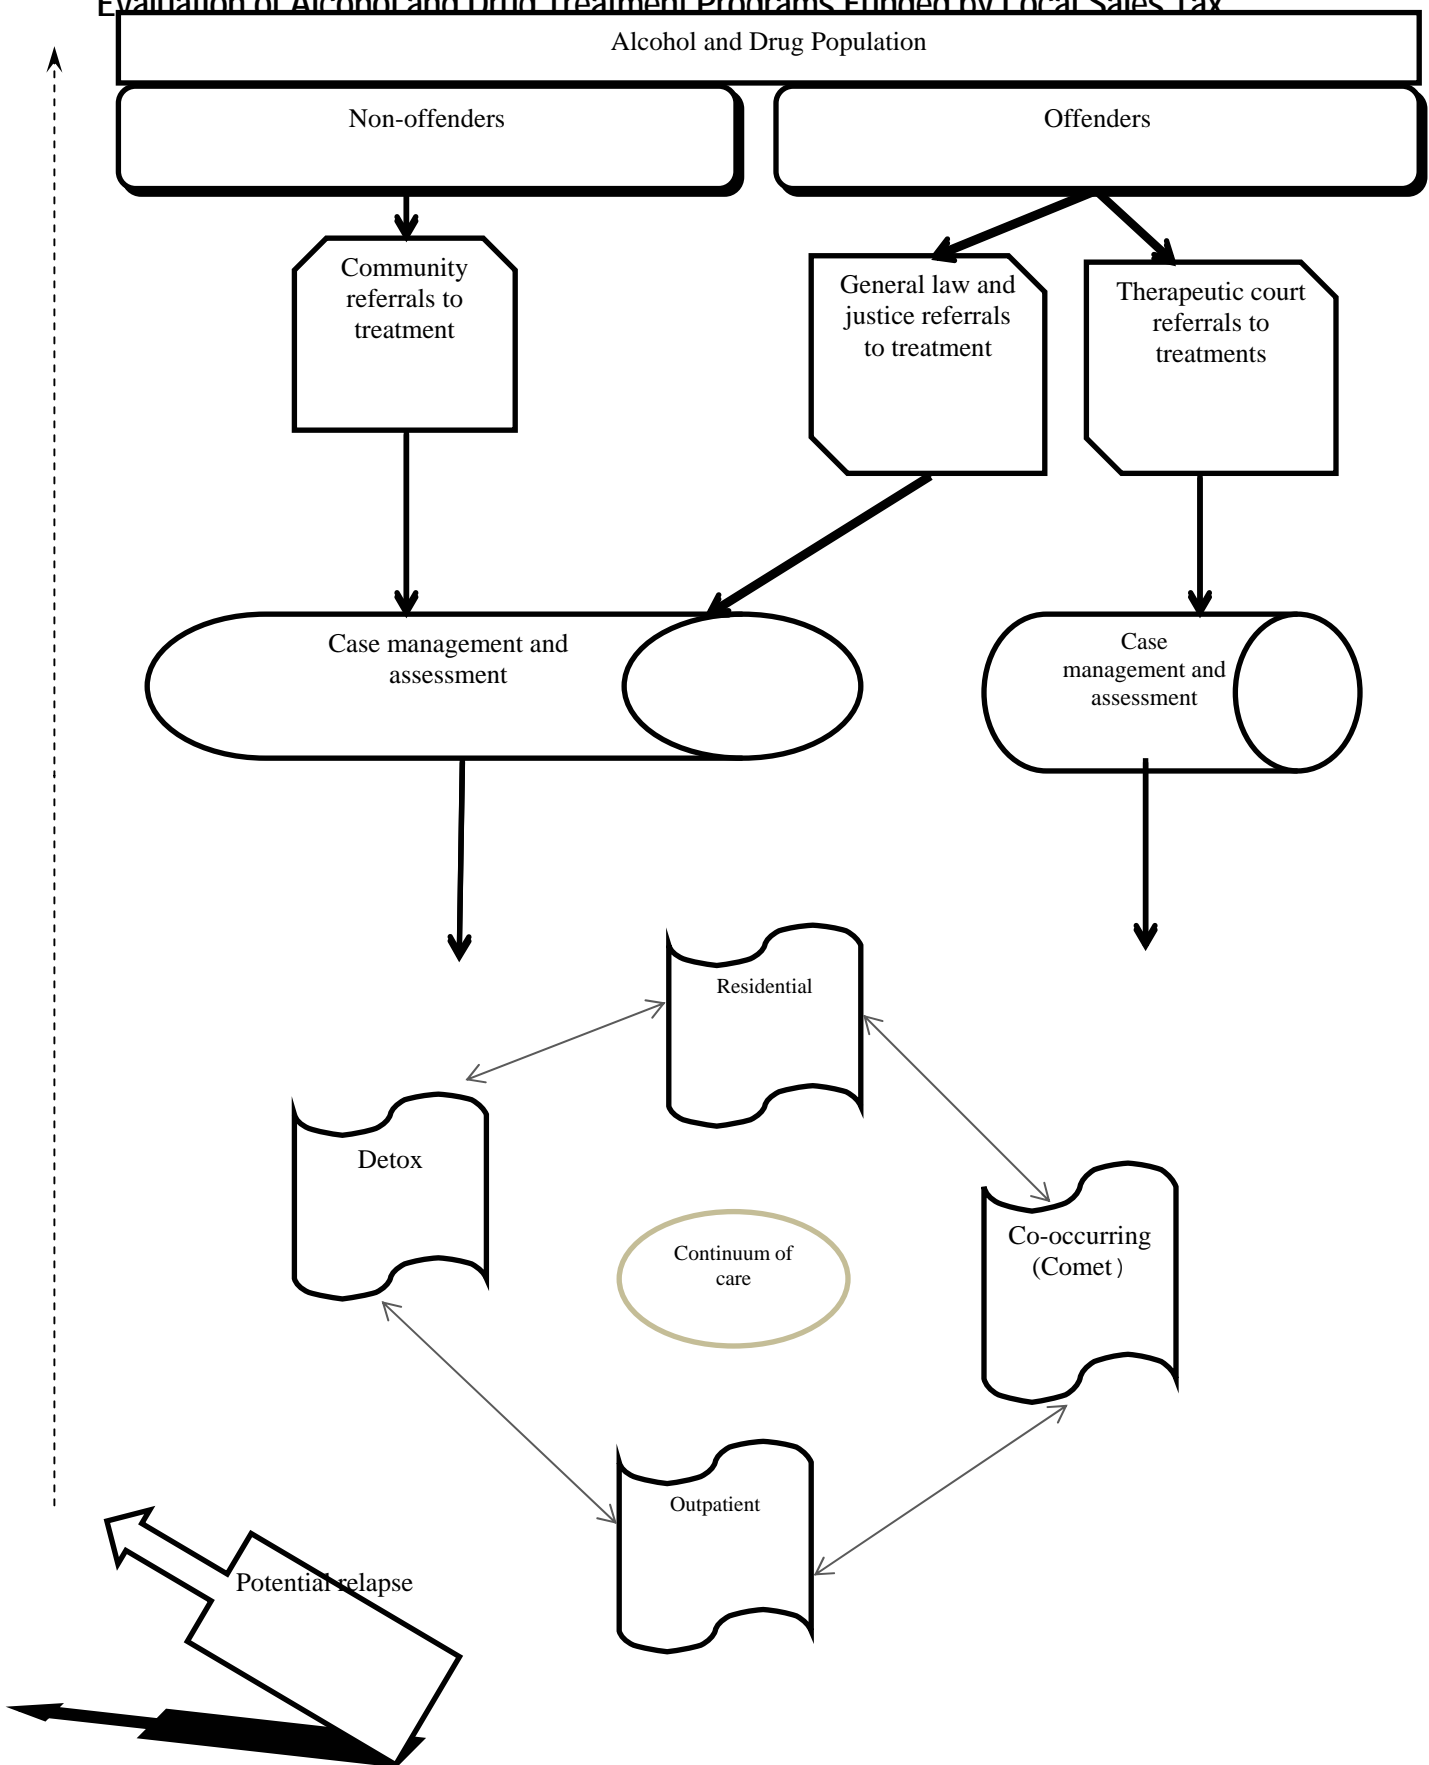 Evaluation of Alcohol and Drug Treatment Programs Funded by Local Sales Tax
Alcohol and Drug Population
Non-offenders
Offenders
Community
referrals to
treatment
General law and
justice referrals
to treatment
Therapeutic court
referrals to
treatments
Case management and
assessment
Case
management and
assessment
Residential
Detox
Continuum of
care
Co-occurring
(Comet)
Outpatient
Potential relapse